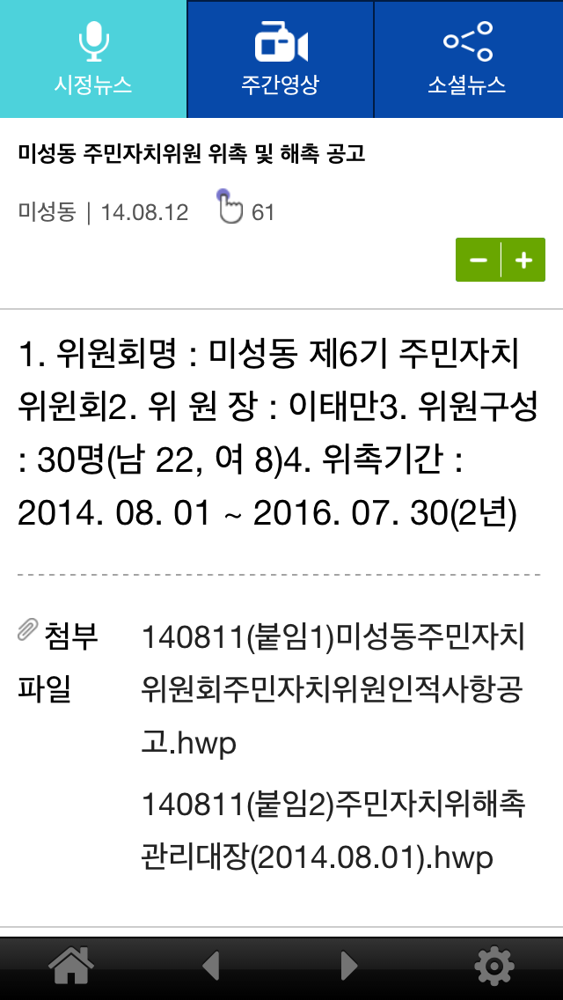 시정뉴스
주간영상
소셜뉴스
미성동 주민자치위원 위촉 및 해촉 공고
미성동 | 14.08.12 61
− +
1. 위원회명 : 미성동 제6기 주민자치
위윈회2. 위 원 장 : 이태만3. 위원구성
: 30명(남 22, 여 8)4. 위촉기간 :
2014. 08. 01 ~ 2016. 07. 30(2년)
첨부
파일
140811(붙임1)미성동주민자치
위원회주민자치위원인적사항공
고.hwp
140811(붙임2)주민자치위해촉
관리대장(2014.08.01).hwp